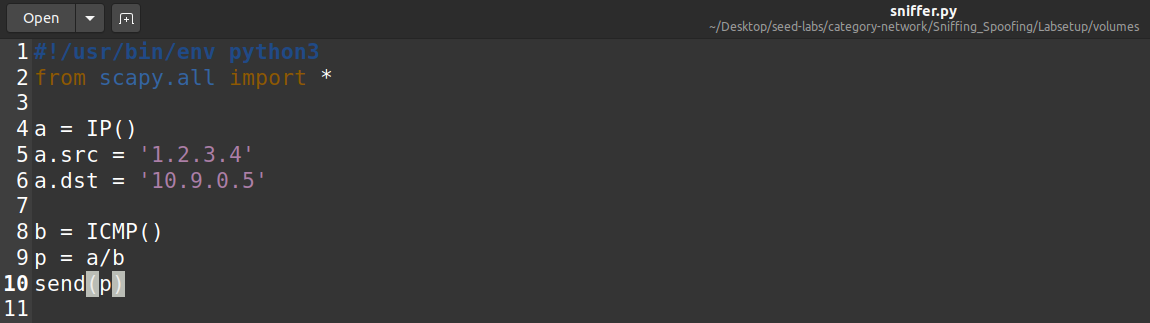 Open
sniffer.py
~/Desktop/seed-labs/category-network/Sniffing_Spoofing/Labsetup/volumes
1 #!/usr/bin/env python3
2 from scapy.all import *
3
4 a = IP()
5 a.src = '1.2.3.4'
6 a.dst = '10.9.0.5'
7
8 b = ICMP()
9 p = a/b
10 send(p)
11